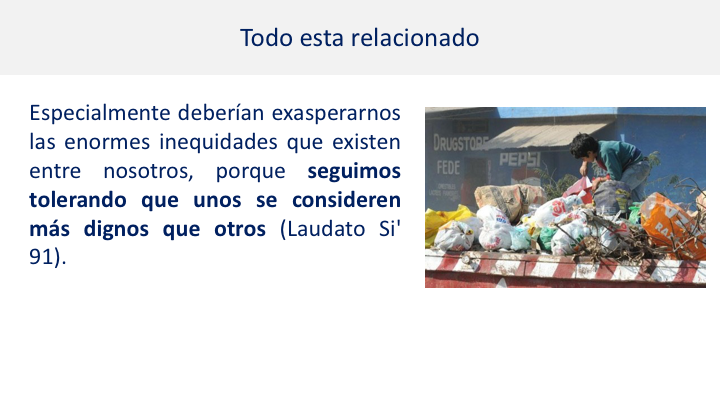 Todo esta relacionado
Especialmente deberían exasperarnos
las enormes inequidades que existen
entre nosotros, porque seguimos
tolerando que unos se consideren
más dignos que otros (Laudato Si'
91).
DRUGSTORE
FEDE
PEPSI